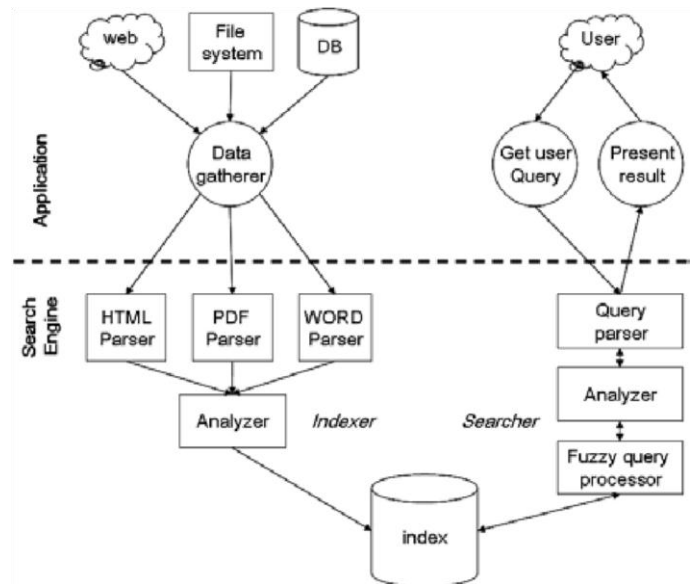 web
File
system
DB
User
Data
gatherer
Get user
Query
Present
result
Application
HTML
Parser
PDF
Parser
WORD
Parser
Query
parser
Search
Engine
Analyzer
Indexer
Searcher
Analyzer
Fuzzy query
processor
index